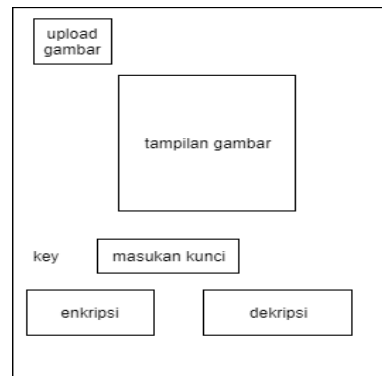 upload
gambar
tampilan gambar
key
masukan kunci
enkripsi
dekripsi